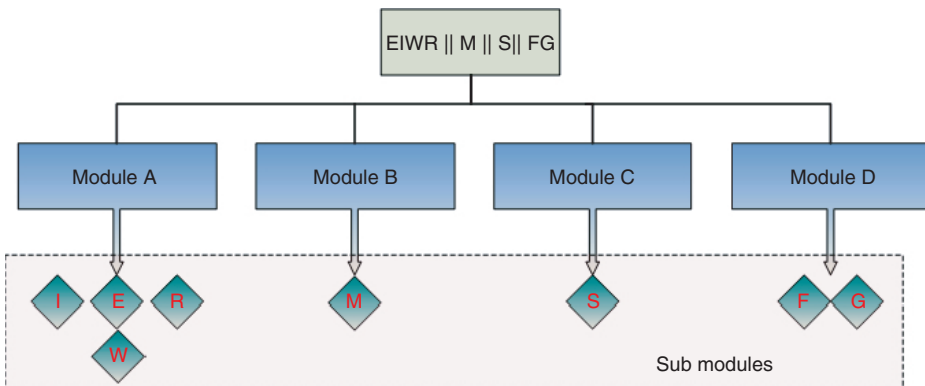 EIWR || M || S|| FG
Module A Module B Module C Module D
I E R M S F G
W
Sub modules